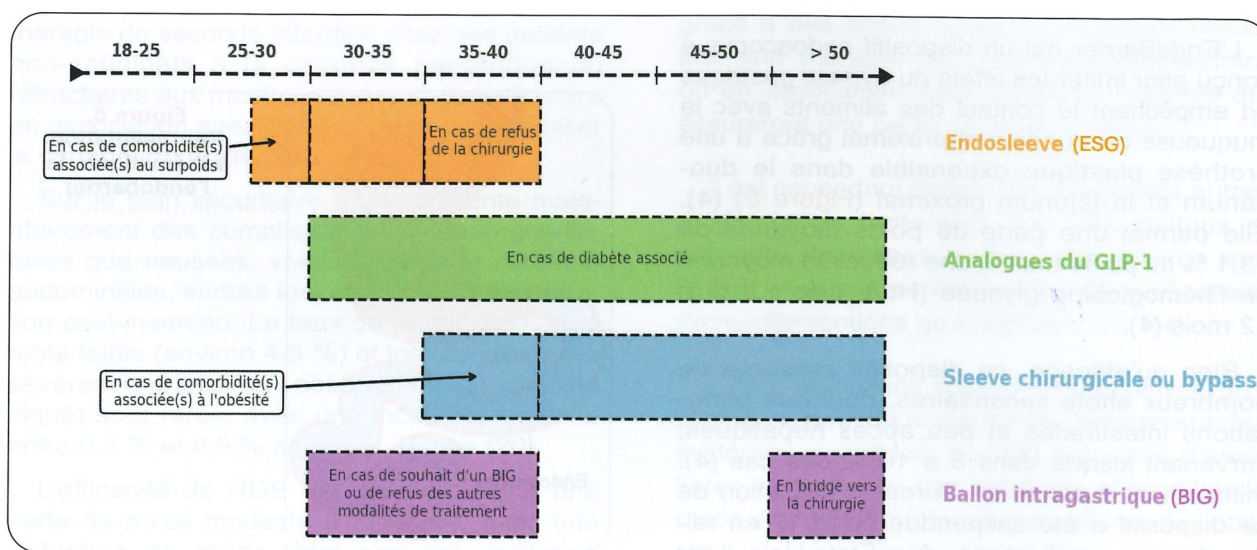 18-25 25-30 30-35 35-40 40-45 45-50 > 50
En cas de comorbidité(s)
associée(s) au surpoids
En cas de refus
de la chirurgie
Endosleeve (ESG)
En cas de diabète associé
Analogues du GLP-1
En cas de comorbidité(s)
associée(s) à l'obésité
Sleeve chirurgicale ou bypass
En cas de souhait d'un BIG
ou de refus des autres
modalités de traitement
En bridge vers
la chirurgie
Ballon intragastrique (BIG)